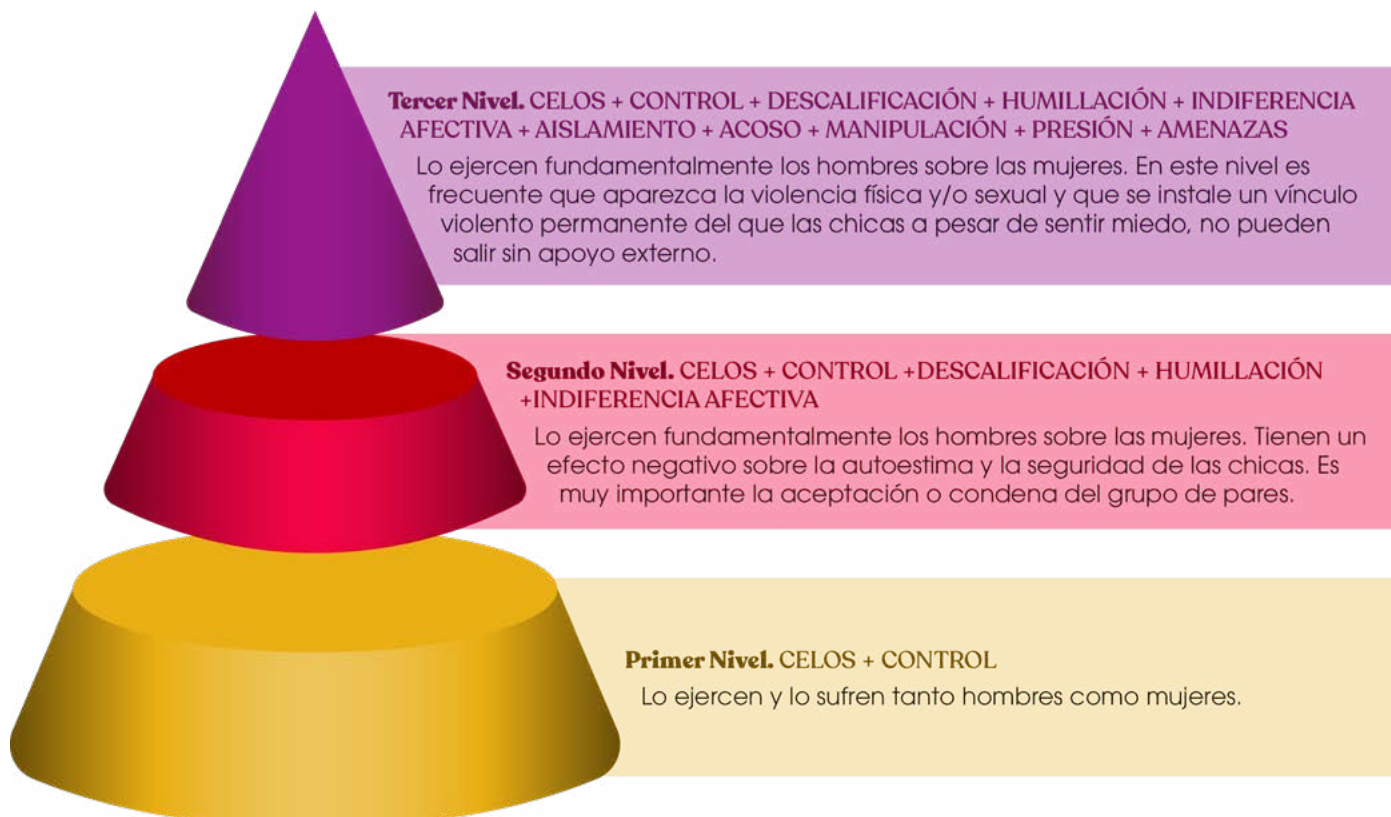 Tercer Nivel. CELOS + CONTROL + DESCALIFICACIÓN + HUMILLACIÓN + INDIFERENCIA
AFECTIVA + AISLAMIENTO + ACOSO + MANIPULACIÓN + PRESIÓN + AMENAZAS
Lo ejercen fundamentalmente los hombres sobre las mujeres. En este nivel es
frecuente que aparezca la violencia física y/o sexual y que se instale un vínculo
violento permanente del que las chicas a pesar de sentir miedo, no pueden
salir sin apoyo externo.
Segundo Nivel. CELOS + CONTROL +DESCALIFICACIÓN + HUMILLACIÓN
+INDIFERENCIA AFECTIVA
Lo ejercen fundamentalmente los hombres sobre las mujeres. Tienen un
efecto negativo sobre la autoestima y la seguridad de las chicas. Es
muy importante la aceptación o condena del grupo de pares.
Primer Nivel. CELOS + CONTROL
Lo ejercen y lo sufren tanto hombres como mujeres.